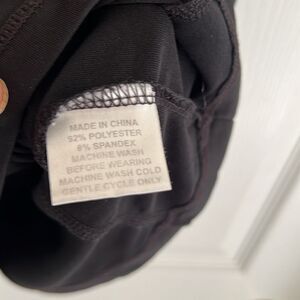 MADE IN CHINA
92% POLYESTER
8% SPANDEX
MACHINE WASH
BEFORE WEARING
MACHINE WASH COLD
GENTLE CYCLE ONLY